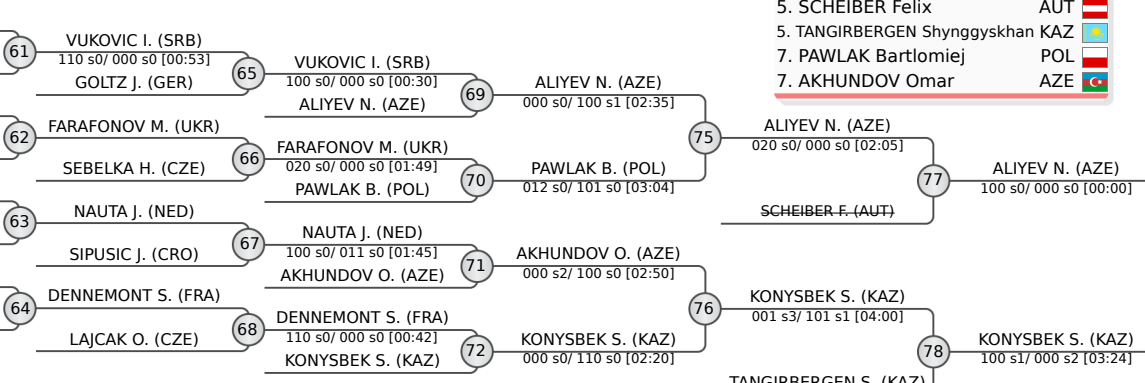 5. SCHEIBER Felix AUT
5. TANGIRBERGEN Shynggyskhan KAZ
7. PAWLAK Bartlomiej POL
7. AKHUNDOV Omar AZE
61
VUKOVIC I. (SRB)
110 s0/ 000 s0 [00:53]
GOLTZ J. (GER)
65
62
FARAFONOV M. (UKR)
SEBELKA H. (CZE)
66
63
NAUTA J. (NED)
SIPUSIC J. (CRO)
67
64
DENNEMONT S. (FRA)
LAJCAK O. (CZE)
68
VUKOVIC I. (SRB)
100 s0/ 000 s0 [00:30]
ALIYEV N. (AZE)
69
FARAFONOV M. (UKR)
020 s0/ 000 s0 [01:49]
PAWLAK B. (POL)
70
NAUTA J. (NED)
100 s0/ 011 s0 [01:45]
AKHUNDOV O. (AZE)
71
DENNEMONT S. (FRA)
110 s0/ 000 s0 [00:42]
KONYSBEK S. (KAZ)
72
ALIYEV N. (AZE)
000 s0/ 100 s1 [02:35]
PAWLAK B. (POL)
012 s0/ 101 s0 [03:04]
75
AKHUNDOV O. (AZE)
000 s2/ 100 s0 [02:50]
KONYSBEK S. (KAZ)
000 s0/ 110 s0 [02:20]
76
ALIYEV N. (AZE)
020 s0/ 000 s0 [02:05]
SCHEIBER F. (AUT)
77
KONYSBEK S. (KAZ)
001 s3/ 101 s1 [04:00]
TANGIRBERGEN S. (KAZ)
78
ALIYEV N. (AZE)
100 s0/ 000 s0 [00:00]
KONYSBEK S. (KAZ)
100 s1/ 000 s2 [03:24]